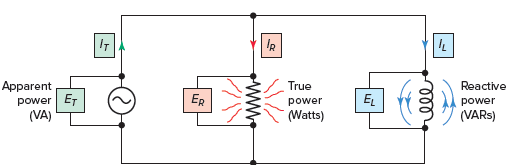 I_T
I_R
I_L
Apparent
power
(VA)
E_T
E_R
True
power
(Watts)
E_L
Reactive
power
(VARs)